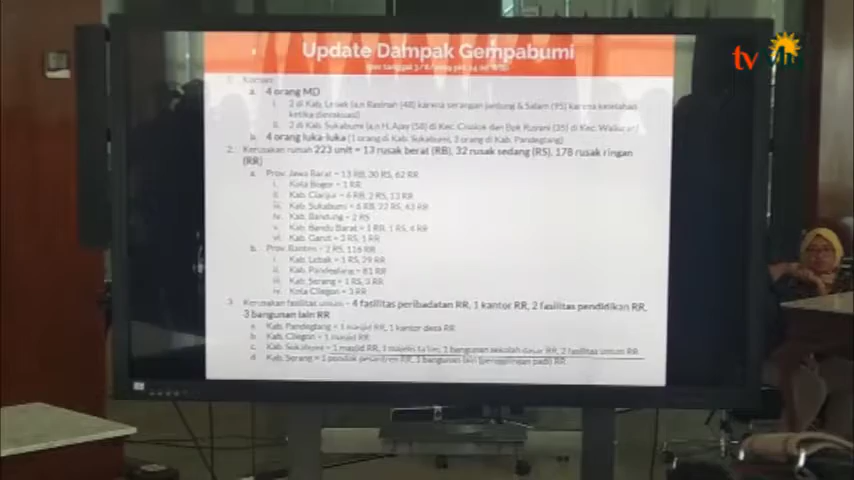 tv
Update Dampak Gempabumi
1. Korban
a. 4 orang MD
i. 2 di Kab. Lebak (a.n Rasinah (48) karena serangan jantung & Salam (95) karena kelelahan
ketika dievakuasi)
ii. 2 di Kab. Sukabumi (a.n H. Ajay (58) di Kec. dan (35) di Kec.
b. 4 orang luka-luka (1 orang di Kab. Sukabumi, 3 orang di Kab. Pandeglang)
2. Kerusakan rumah 223 unit = 13 rusak berat (RB), 32 rusak sedang (RS), 178 rusak ringan
(RR)
a. Prov. Jawa Barat = 13 RB, 30 RS, 62 RR
i. Kota Bogor = 1 RR
ii. Kab. Cianjur = 6 RB, 2 RS, 13 RR
iii. Kab. Sukabumi = 6 RB, 22 RS, 43 RR
iv. Kab. Bandung = 2 RS
v. Kab. Bandu Barat = 1 RB, 1 RS, 4 RR
vi. Kab. Garut = 3 RS, 1 RR
b. Prov. Banten = 2 RS, 116 RR
i. Kab. Lebak = 1 RS, 29 RR
ii. Kab. Pandeglang = 81 RR
iii. Kab. Serang = 1 RS, 3 RR
iv. Kota Cilegon = 3 RR
3. Kerusakan fasilitas umum = 4 fasilitas peribadatan RR, 1 kantor RR, 2 fasilitas pendidikan RR,
3 bangunan lain RR
a. Kab. Pandeglang = 1 masjid RR, 1 kantor desa RR
b. Kab. Cilegon = 1 masjid RR
c. Kab. Sukabumi = 1 masjid RR, 1 majelis ta'lim, 1 bangunan sekolah dasar RR, 2 fasilitas umum RR
d. Kab. Serang = 1 pondok pesantren RR, 1 bangunan lain (penggilingan padi) RR